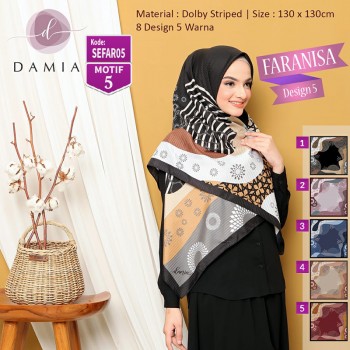 Material : Dolby Striped | Size : 130 x 130cm
8 Design 5 Warna
d
DAMIA
Kode:
SEFAR05
MOTIF
5
FARANISA
Design 5
1
2
3
4
5